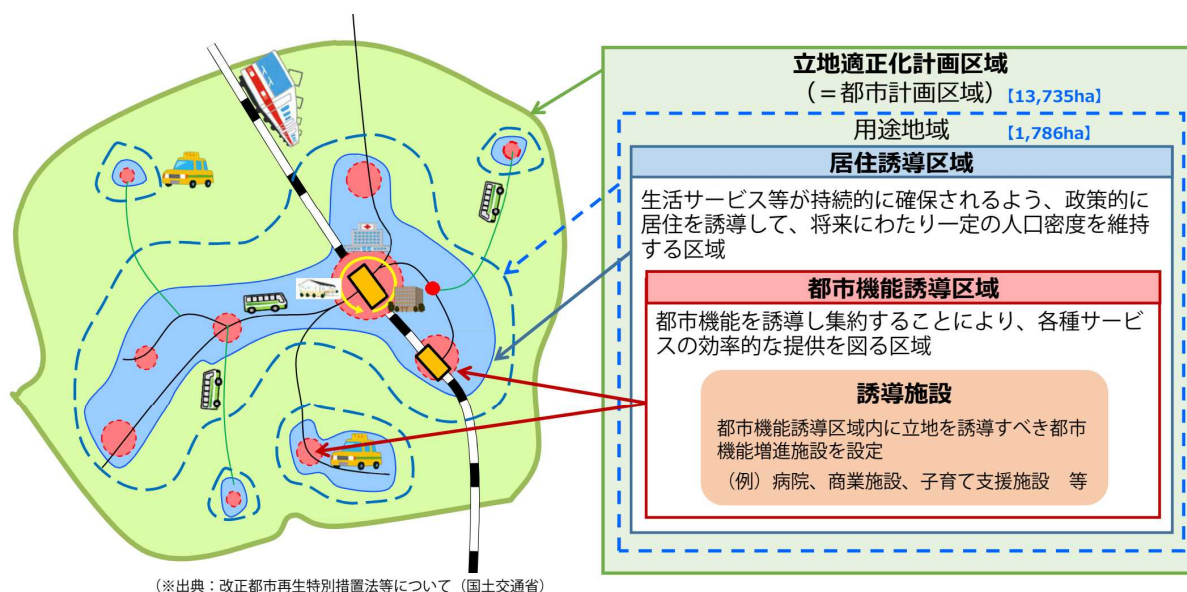 立地適正化計画区域
(＝都市計画区域)【13,735ha】
用途地域 【1,786ha】
居住誘導区域
生活サービス等が持続的に確保されるよう、政策的に
居住を誘導して、将来にわたり一定の人口密度を維持
する区域
都市機能誘導区域
都市機能を誘導し集約することにより、各種サービ
スの効率的な提供を図る区域
誘導施設
都市機能誘導区域内に立地を誘導すべき都市
機能増進施設を設定
（例）病院、商業施設、子育て支援施設　等
（※出典：改正都市再生特別措置法等について（国土交通省）